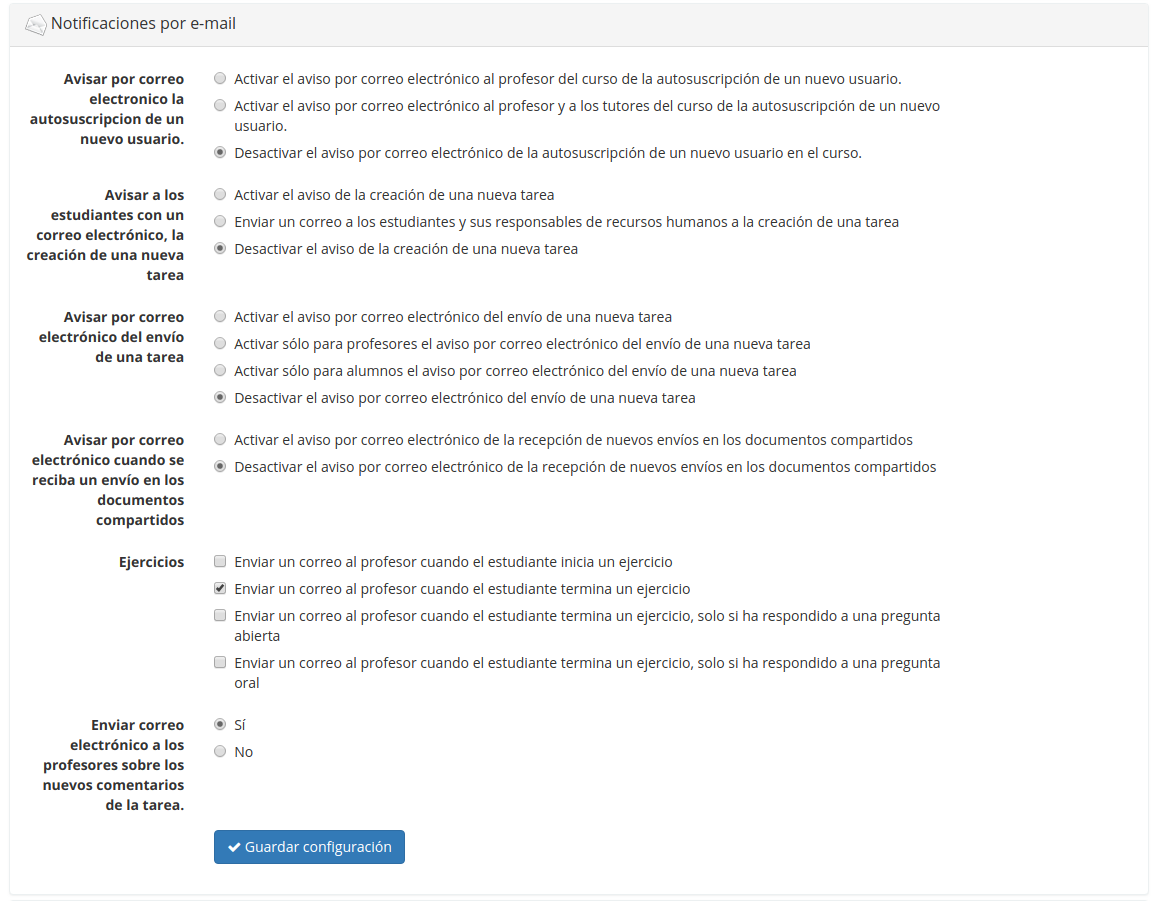 Notificaciones por e-mail
Avisar por correo
electronico la
autosuscripcion de un
nuevo usuario.
Activar el aviso por correo electrónico al profesor del curso de la autosuscripción de un nuevo usuario.
Activar el aviso por correo electrónico al profesor y a los tutores del curso de la autosuscripción de un nuevo
usuario.
Desactivar el aviso por correo electrónico de la autosuscripción de un nuevo usuario en el curso.
Avisar a los
estudiantes con un
correo electrónico, la
creación de una nueva
tarea
Activar el aviso de la creación de una nueva tarea
Enviar un correo a los estudiantes y sus responsables de recursos humanos a la creación de una tarea
Desactivar el aviso de la creación de una nueva tarea
Avisar por correo
electrónico del envío
de una tarea
Activar el aviso por correo electrónico del envío de una nueva tarea
Activar sólo para profesores el aviso por correo electrónico del envío de una nueva tarea
Activar sólo para alumnos el aviso por correo electrónico del envío de una nueva tarea
Desactivar el aviso por correo electrónico del envío de una nueva tarea
Avisar por correo
electrónico cuando se
reciba un envío en los
documentos
compartidos
Activar el aviso por correo electrónico de la recepción de nuevos envíos en los documentos compartidos
Desactivar el aviso por correo electrónico de la recepción de nuevos envíos en los documentos compartidos
Ejercicios
Enviar un correo al profesor cuando el estudiante inicia un ejercicio
Enviar un correo al profesor cuando el estudiante termina un ejercicio
Enviar un correo al profesor cuando el estudiante termina un ejercicio, solo si ha respondido a una pregunta
abierta
Enviar un correo al profesor cuando el estudiante termina un ejercicio, solo si ha respondido a una pregunta
oral
Enviar correo
electrónico a los
profesores sobre los
nuevos comentarios
de la tarea.
Sí
No
Guardar configuración